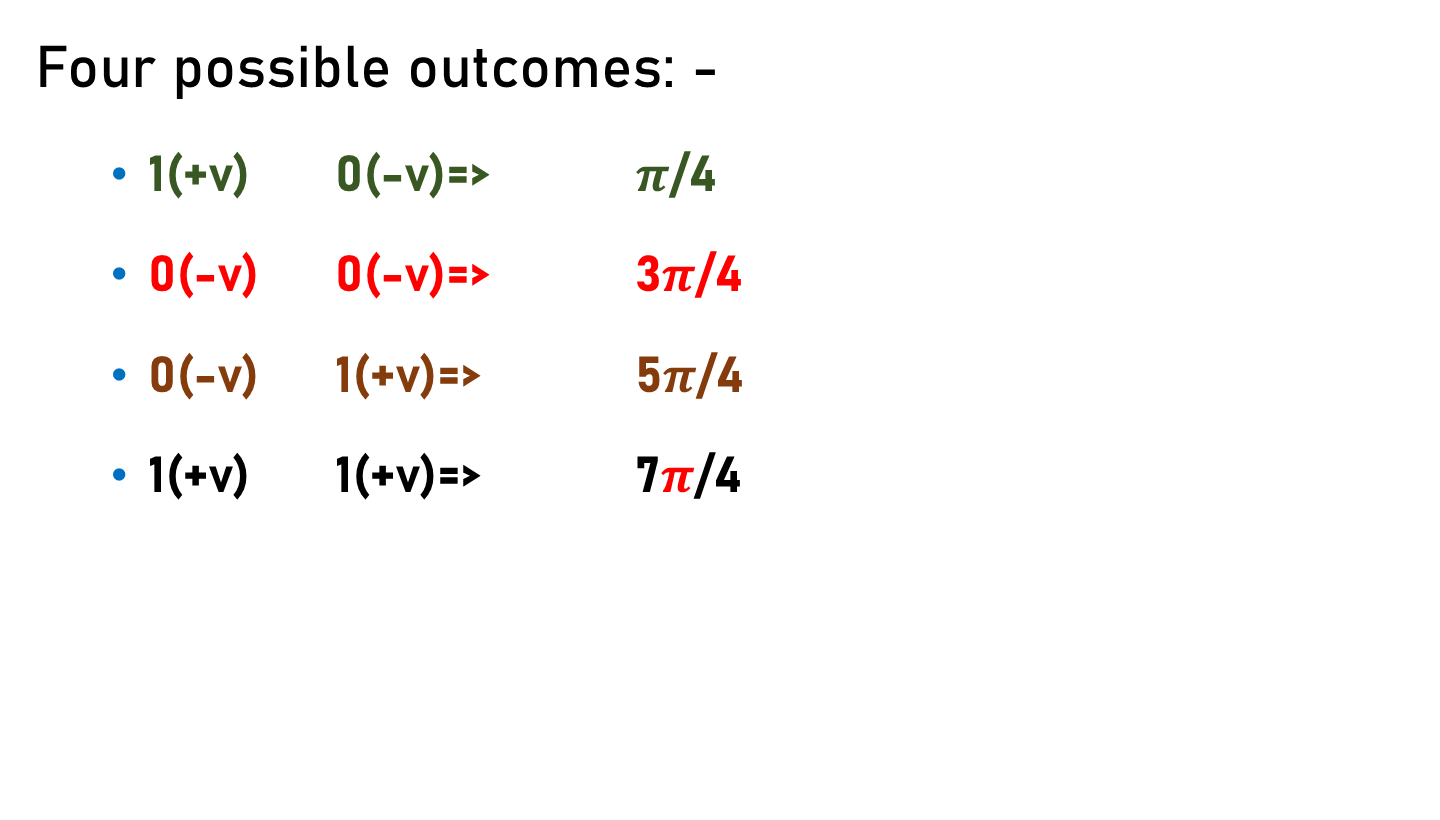 Four possible outcomes: -
• 1(+v) 0(-v)=> 𝝅/4
• 0(-v) 0(-v)=> 3𝝅/4
• 0(-v) 1(+v)=> 5𝝅/4
• 1(+v) 1(+v)=> 7𝝅/4